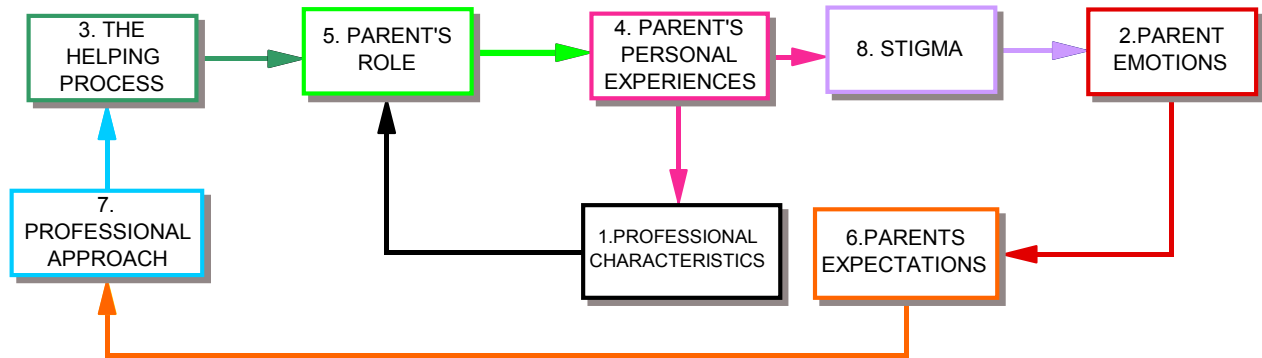 3. THE
HELPING
PROCESS
5. PARENT'S
ROLE
4. PARENT'S
PERSONAL
EXPERIENCES
8. STIGMA
2.PARENT
EMOTIONS
7.
PROFESSIONAL
APPROACH
1.PROFESSIONAL
CHARACTERISTICS
6.PARENTS
EXPECTATIONS